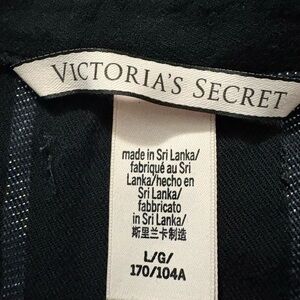 VICTORIA'S SECRET
made in Sri Lanka/
fabriqué au Sri
Lanka/hecho en
Sri Lanka/
fabbricato
in Sri Lanka/
斯里兰卡制造
L/G/
170/104A